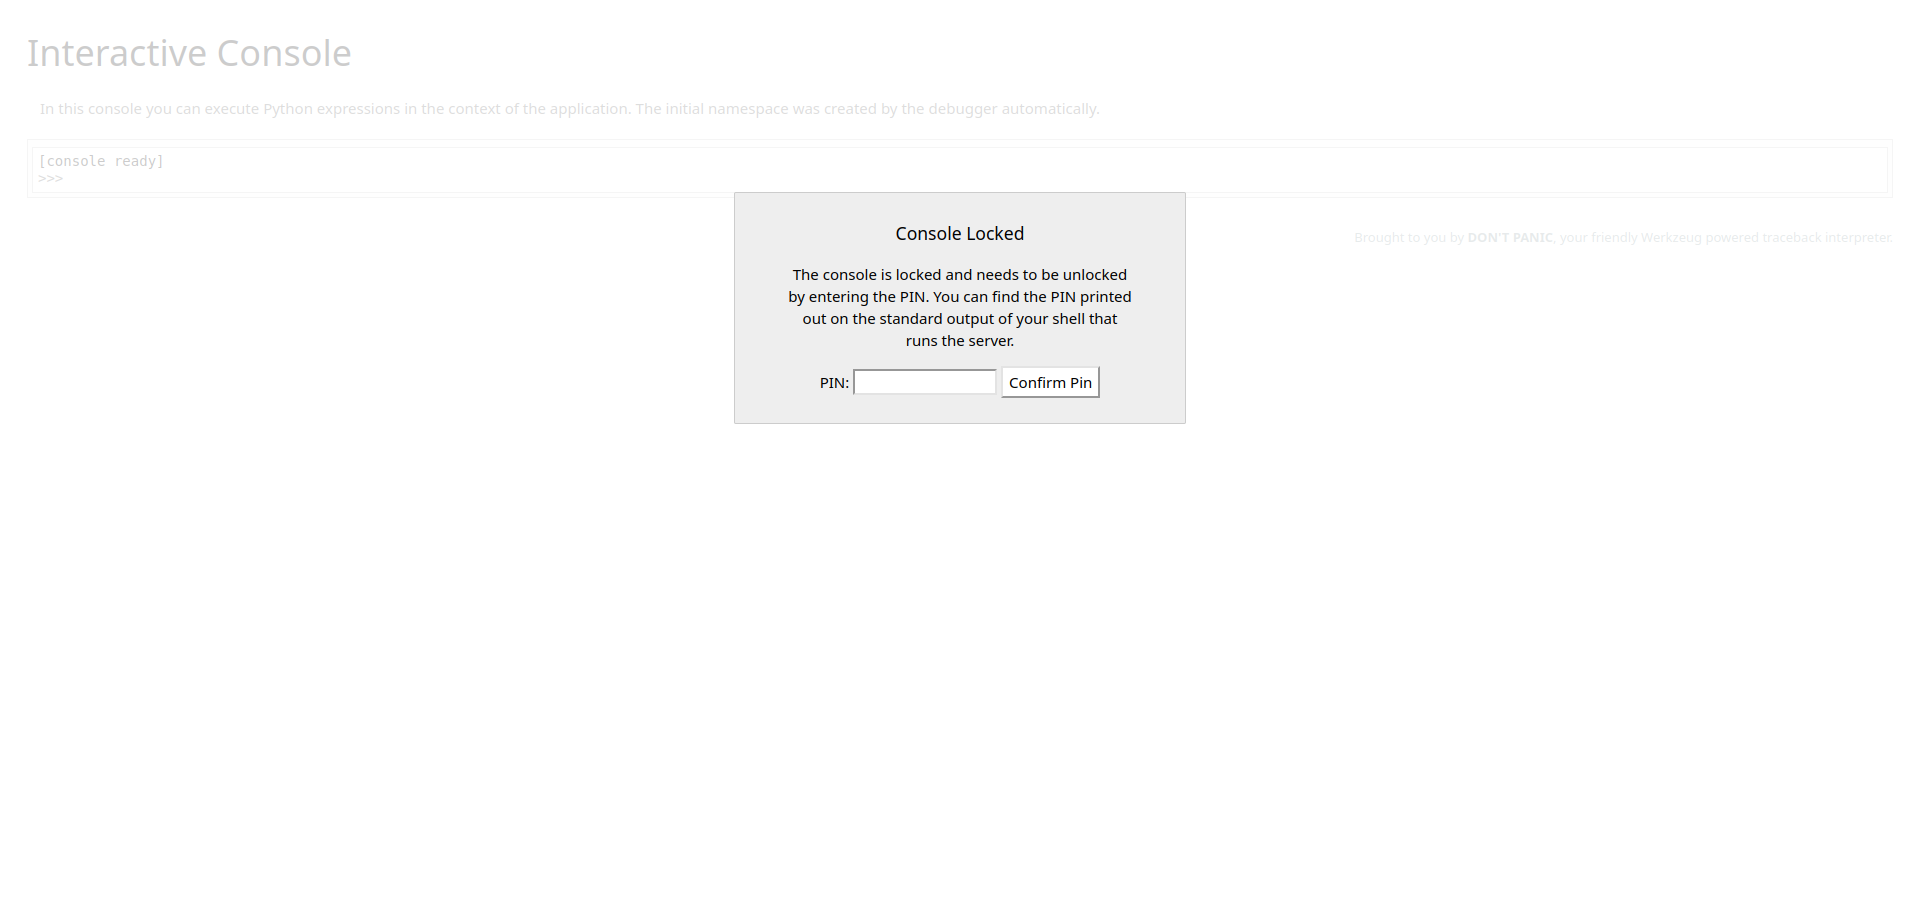 Interactive Console
In this console you can execute Python expressions in the context of the application. The initial namespace was created by the debugger automatically.
[console ready]
>>>
Brought to you by DON'T PANIC, your friendly Werkzeug powered traceback interpreter.
Console Locked
The console is locked and needs to be unlocked
by entering the PIN. You can find the PIN printed
out on the standard output of your shell that
runs the server.
PIN: Confirm Pin